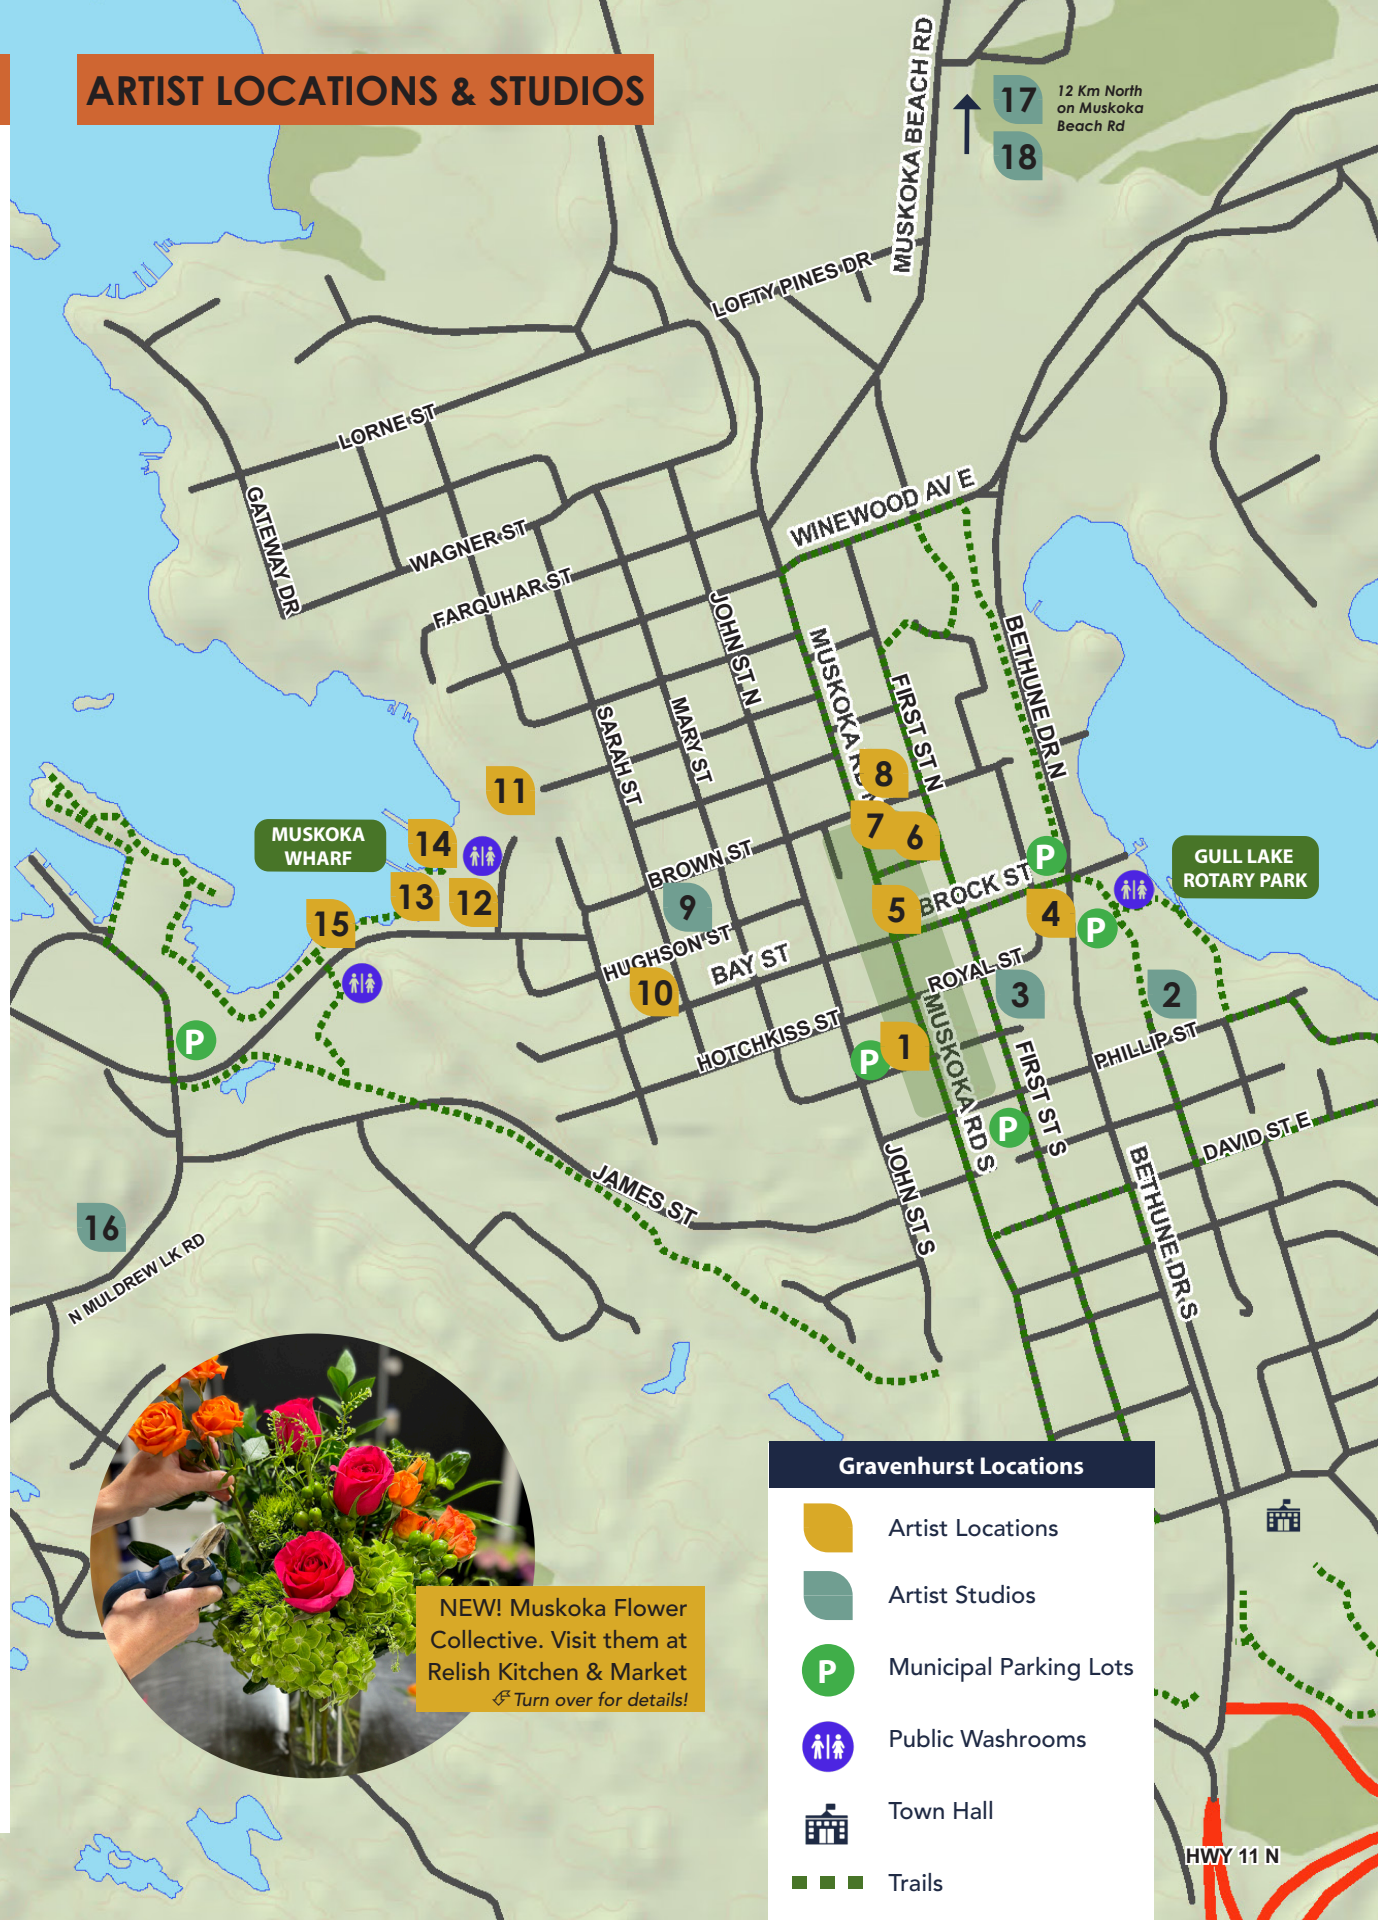 ARTIST LOCATIONS & STUDIOS
MUSKOKA BEACH RD
17
18
12 Km North
on Muskoka
Beach Rd
LOFTY PINES DR
LORNE ST
GATEWAY DR
WAGNER ST
FARQUHAR ST
WINEWOOD AV E
JOHN ST N
MUSKOKA RD N
FIRST ST N
BETHUNE DR N
SARAH ST
MARY ST
11
8
7
6
MUSKOKA
WHARF
14
13
12
15
BROWN ST
9
5
BROCK ST
P
4
P
GULL LAKE
ROTARY PARK
HUGHSON ST
BAY ST
10
ROYAL ST
3
2
HOTCHKISS ST
P
1
P
MUSKOKA RD S
FIRST ST S
PHILLIP ST
P
DAVID ST E
JOHN ST S
BETHUNE DR S
JAMES ST
16
N MULDREW LK RD
NEW! Muskoka Flower
Collective. Visit them at
Relish Kitchen & Market
Turn over for details!
Gravenhurst Locations
Artist Locations
Artist Studios
P
Municipal Parking Lots
Public Washrooms
Town Hall
Trails
HWY 11 N